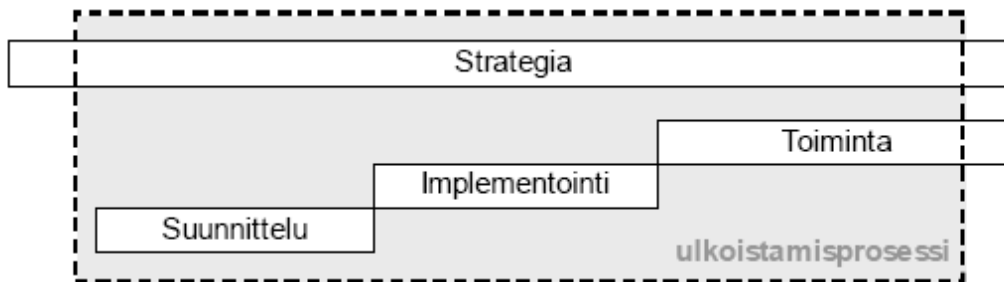 Strategia
Toiminta
Implementointi
Suunnittelu
ulkoistamisprosessi